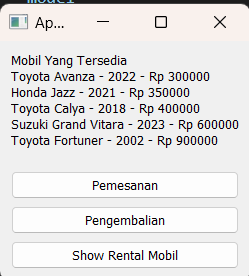 Ap...
Mobil Yang Tersedia
Toyota Avanza - 2022 - Rp 300000
Honda Jazz - 2021 - Rp 350000
Toyota Calya - 2018 - Rp 400000
Suzuki Grand Vitara - 2023 - Rp 600000
Toyota Fortuner - 2002 - Rp 900000
Pemesanan
Pengembalian
Show Rental Mobil